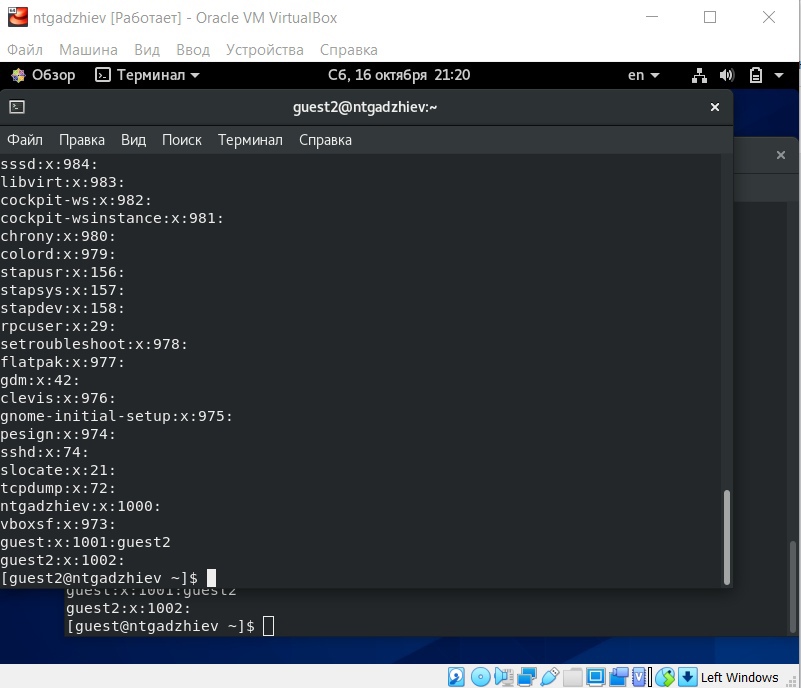 ntgadzhiev [Работает] - Oracle VM VirtualBox
Файл Машина Вид Ввод Устройства Справка
Обзор Терминал Сб, 16 октября 21:20 en
guest2@ntgadzhiev:~
Файл Правка Вид Поиск Терминал Справка
sssd:x:984:
libvirt:x:983:
cockpit-ws:x:982:
cockpit-wsinstance:x:981:
chrony:x:980:
colord:x:979:
stapusr:x:156:
stapsys:x:157:
stapdev:x:158:
rpcuser:x:29:
setroubleshoot:x:978:
flatpak:x:977:
gdm:x:42:
clevis:x:976:
gnome-initial-setup:x:975:
pesign:x:974:
sshd:x:74:
slocate:x:21:
tcpdump:x:72:
ntgadzhiev:x:1000:
vboxsf:x:973:
guest:x:1001:guest2
guest2:x:1002:
[guest2@ntgadzhiev ~]$
guest:x:1001:guest2
guest2:x:1002:
[guest@ntgadzhiev ~]$
Left Windows